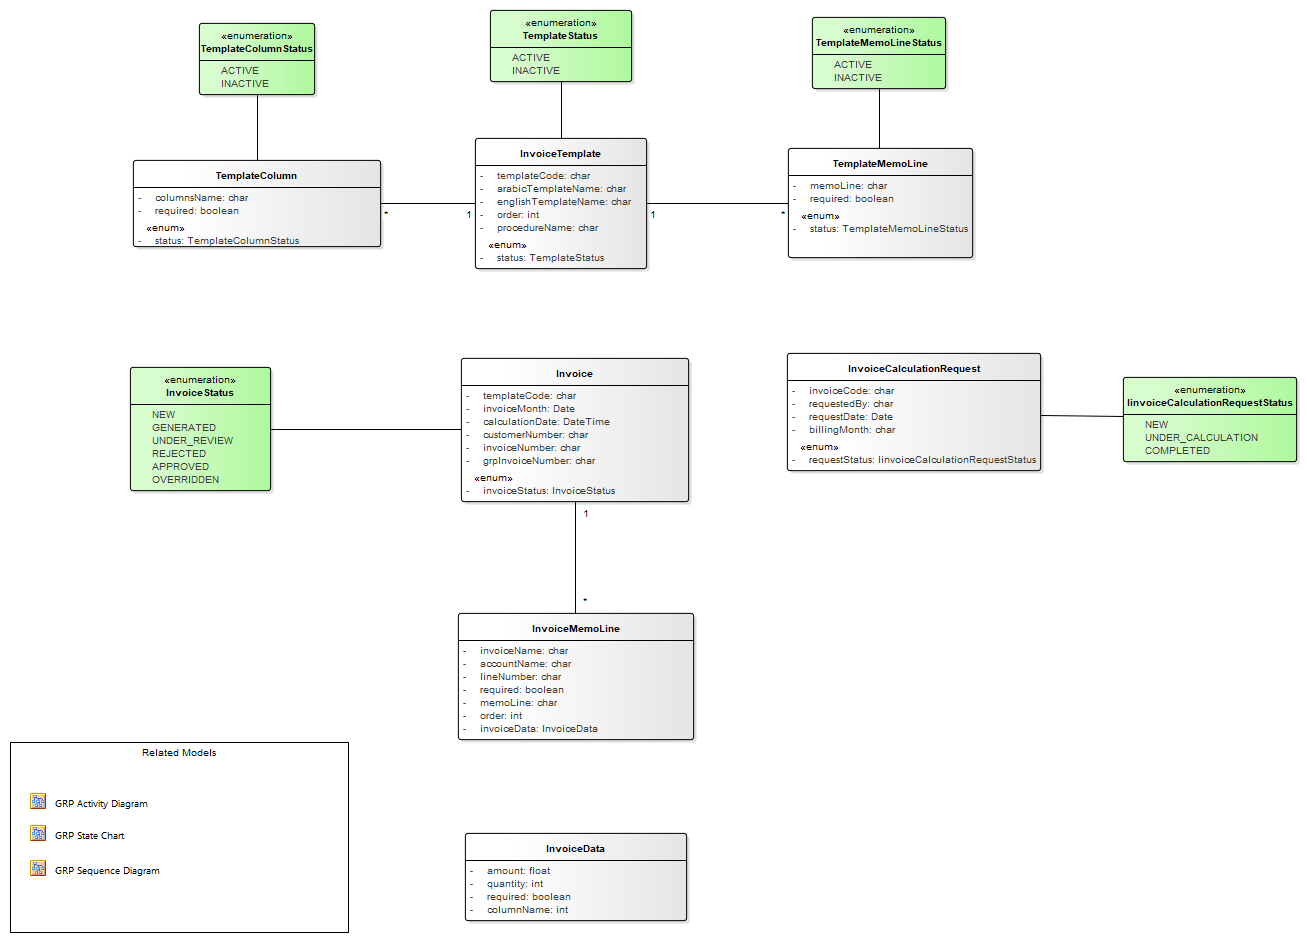 «enumeration»
TemplateColumnStatus
ACTIVE
INACTIVE
«enumeration»
TemplateStatus
ACTIVE
INACTIVE
«enumeration»
TemplateMemoLineStatus
ACTIVE
INACTIVE
TemplateColumn
- columnsName: char
- required: boolean
«enum»
- status: TemplateColumnStatus
* 1
InvoiceTemplate
- templateCode: char
- arabicTemplateName: char
- englishTemplateName: char
- order: int
- procedureName: char
«enum»
- status: TemplateStatus
1 *
TemplateMemoLine
- memoLine: char
- required: boolean
«enum»
- status: TemplateMemoLineStatus
«enumeration»
InvoiceStatus
NEW
GENERATED
UNDER_REVIEW
REJECTED
APPROVED
OVERRIDDEN
Invoice
- templateCode: char
- invoiceMonth: Date
- calculationDate: DateTime
- customerNumber: char
- invoiceNumber: char
- grpInvoiceNumber: char
«enum»
- invoiceStatus: InvoiceStatus
InvoiceCalculationRequest
- invoiceCode: char
- requestedBy: char
- requestDate: Date
- billingMonth: char
«enum»
- requestStatus: IinvoiceCalculationRequestStatus
«enumeration»
IinvoiceCalculationRequestStatus
NEW
UNDER_CALCULATION
COMPLETED
1
*
InvoiceMemoLine
- invoiceName: char
- accountName: char
- lineNumber: char
- required: boolean
- memoLine: char
- order: int
- invoiceData: InvoiceData
Related Models
GRP Activity Diagram
GRP State Chart
GRP Sequence Diagram
InvoiceData
- amount: float
- quantity: int
- required: boolean
- columnName: int